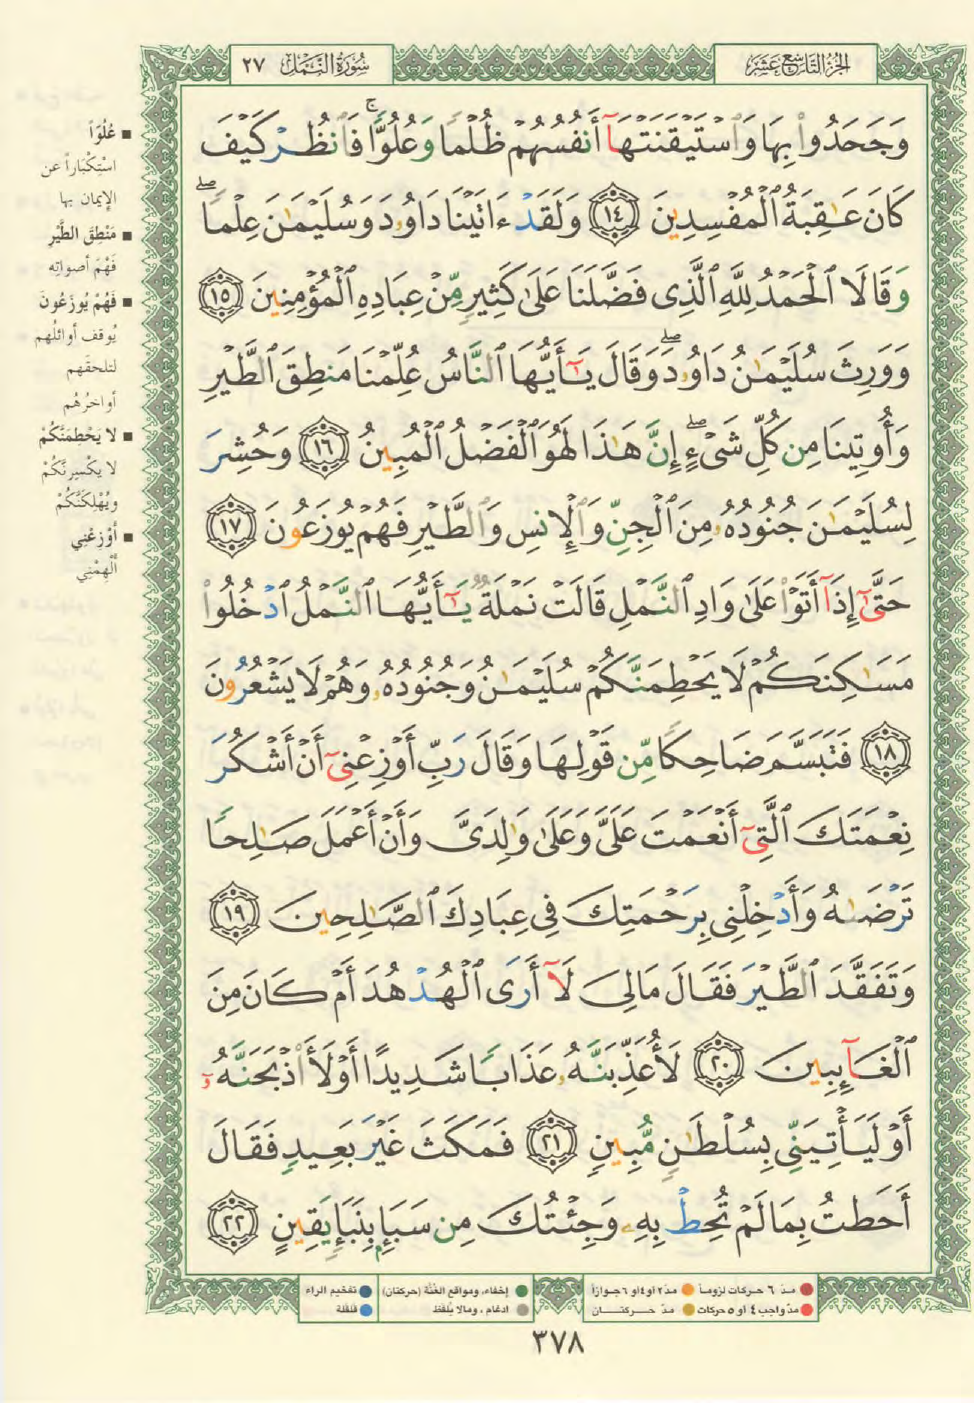 الجزء التاسع عشر
سورة النمل ٢٧
وَجَحَدُوا۟ بِهَا وَٱسْتَيْقَنَتْهَآ أَنفُسُهُمْ ظُلْمًا وَعُلُوًّا ۚ فَٱنظُرْ كَيْفَ
كَانَ عَـٰقِبَةُ ٱلْمُفْسِدِينَ ١٤ وَلَقَدْ ءَاتَيْنَا دَاوُۥدَ وَسُلَيْمَـٰنَ عِلْمًا ۖ
وَقَالَا ٱلْحَمْدُ لِلَّهِ ٱلَّذِى فَضَّلَنَا عَلَىٰ كَثِيرٍ مِّنْ عِبَادِهِ ٱلْمُؤْمِنِينَ ١٥
وَوَرِثَ سُلَيْمَـٰنُ دَاوُۥدَ ۖ وَقَالَ يَـٰٓأَيُّهَا ٱلنَّاسُ عُلِّمْنَا مَنطِقَ ٱلطَّيْرِ
وَأُوتِينَا مِن كُلِّ شَىْءٍ ۖ إِنَّ هَـٰذَا لَهُوَ ٱلْفَضْلُ ٱلْمُبِينُ ١٦ وَحُشِرَ
لِسُلَيْمَـٰنَ جُنُودُهُۥ مِنَ ٱلْجِنِّ وَٱلْإِنسِ وَٱلطَّيْرِ فَهُمْ يُوزَعُونَ ١٧
حَتَّىٰٓ إِذَآ أَتَوْا۟ عَلَىٰ وَادِ ٱلنَّمْلِ قَالَتْ نَمْلَةٌ يَـٰٓأَيُّهَا ٱلنَّمْلُ ٱدْخُلُوا۟
مَسَـٰكِنَكُمْ لَا يَحْطِمَنَّكُمْ سُلَيْمَـٰنُ وَجُنُودُهُۥ وَهُمْ لَا يَشْعُرُونَ
١٨ فَتَبَسَّمَ ضَاحِكًا مِّن قَوْلِهَا وَقَالَ رَبِّ أَوْزِعْنِىٓ أَنْ أَشْكُرَ
نِعْمَتَكَ ٱلَّتِىٓ أَنْعَمْتَ عَلَىَّ وَعَلَىٰ وَٰلِدَىَّ وَأَنْ أَعْمَلَ صَـٰلِحًا
تَرْضَىٰهُ وَأَدْخِلْنِى بِرَحْمَتِكَ فِى عِبَادِكَ ٱلصَّـٰلِحِينَ ١٩
وَتَفَقَّدَ ٱلطَّيْرَ فَقَالَ مَالِىَ لَآ أَرَى ٱلْهُدْهُدَ أَمْ كَانَ مِنَ
ٱلْغَآئِبِينَ ٢٠ لَأُعَذِّبَنَّهُۥ عَذَابًا شَدِيدًا أَوْ لَأَا۟ذْبَحَنَّهُۥٓ
أَوْ لَيَأْتِيَنِّى بِسُلْطَـٰنٍ مُّبِينٍ ٢١ فَمَكَثَ غَيْرَ بَعِيدٍ فَقَالَ
أَحَطتُ بِمَا لَمْ تُحِطْ بِهِۦ وَجِئْتُكَ مِن سَبَإٍۭ بِنَبَإٍ يَقِينٍ ٢٢
■ عُلُوّاً
اسْتِكْبَاراً عن
الإيمان بها
■ مَنْطِقَ الطَّيْرِ
فَهْمَ أصواتِه
■ فَهُمْ يُوزَعُونَ
يُوقف أوائلُهم
لتلحقَهم
أواخرُهُم
■ لا يَحْطِمَنَّكُمْ
لا يكْسِرنَّكُمْ
ويُهْلِكَنَّكُمْ
■ أَوْزِعْنِي
ألْهِمْنِي
مدّ ٦ حركات لزوماً ● مدّ ٢ أو ٤ أو ٦ جوازاً
مدّ واجب ٤ أو ٥ حركات ● مدّ حركتان
إخفاء، ومواقع الغُنَّة (حركتان) ● تفخيم الراء
ادغام، ومالا يُلفَظ ● قلقلة
٣٧٨